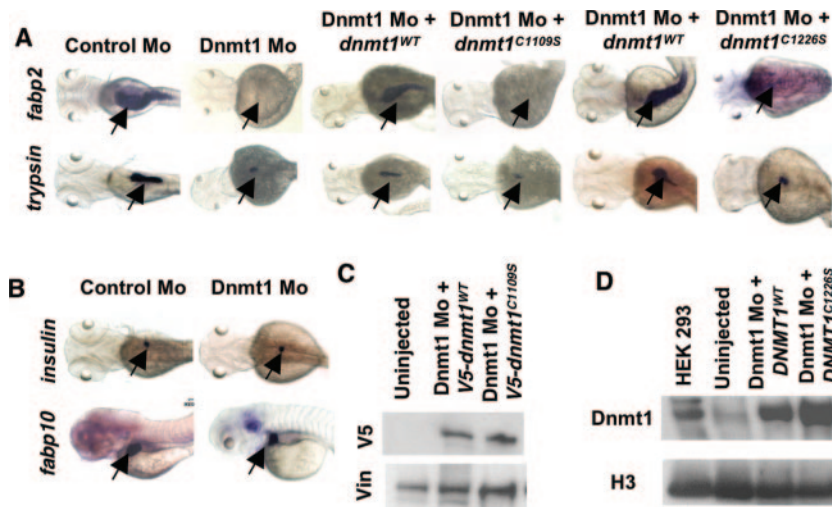 A
Control Mo
Dnmt1 Mo
Dnmt1 Mo +
dnmt1WT
Dnmt1 Mo +
dnmt1C1109S
Dnmt1 Mo +
dnmt1WT
Dnmt1 Mo +
dnmt1C1226S
fabp2
trypsin
B
Control Mo
Dnmt1 Mo
insulin
fabp10
C
Uninjected
Dnmt1 Mo +
V5-dnmt1WT
Dnmt1 Mo +
V5-dnmt1C1109S
V5
Vin
D
HEK 293
Uninjected
Dnmt1 Mo +
DNMT1WT
Dnmt1 Mo +
DNMT1C1226S
Dnmt1
H3